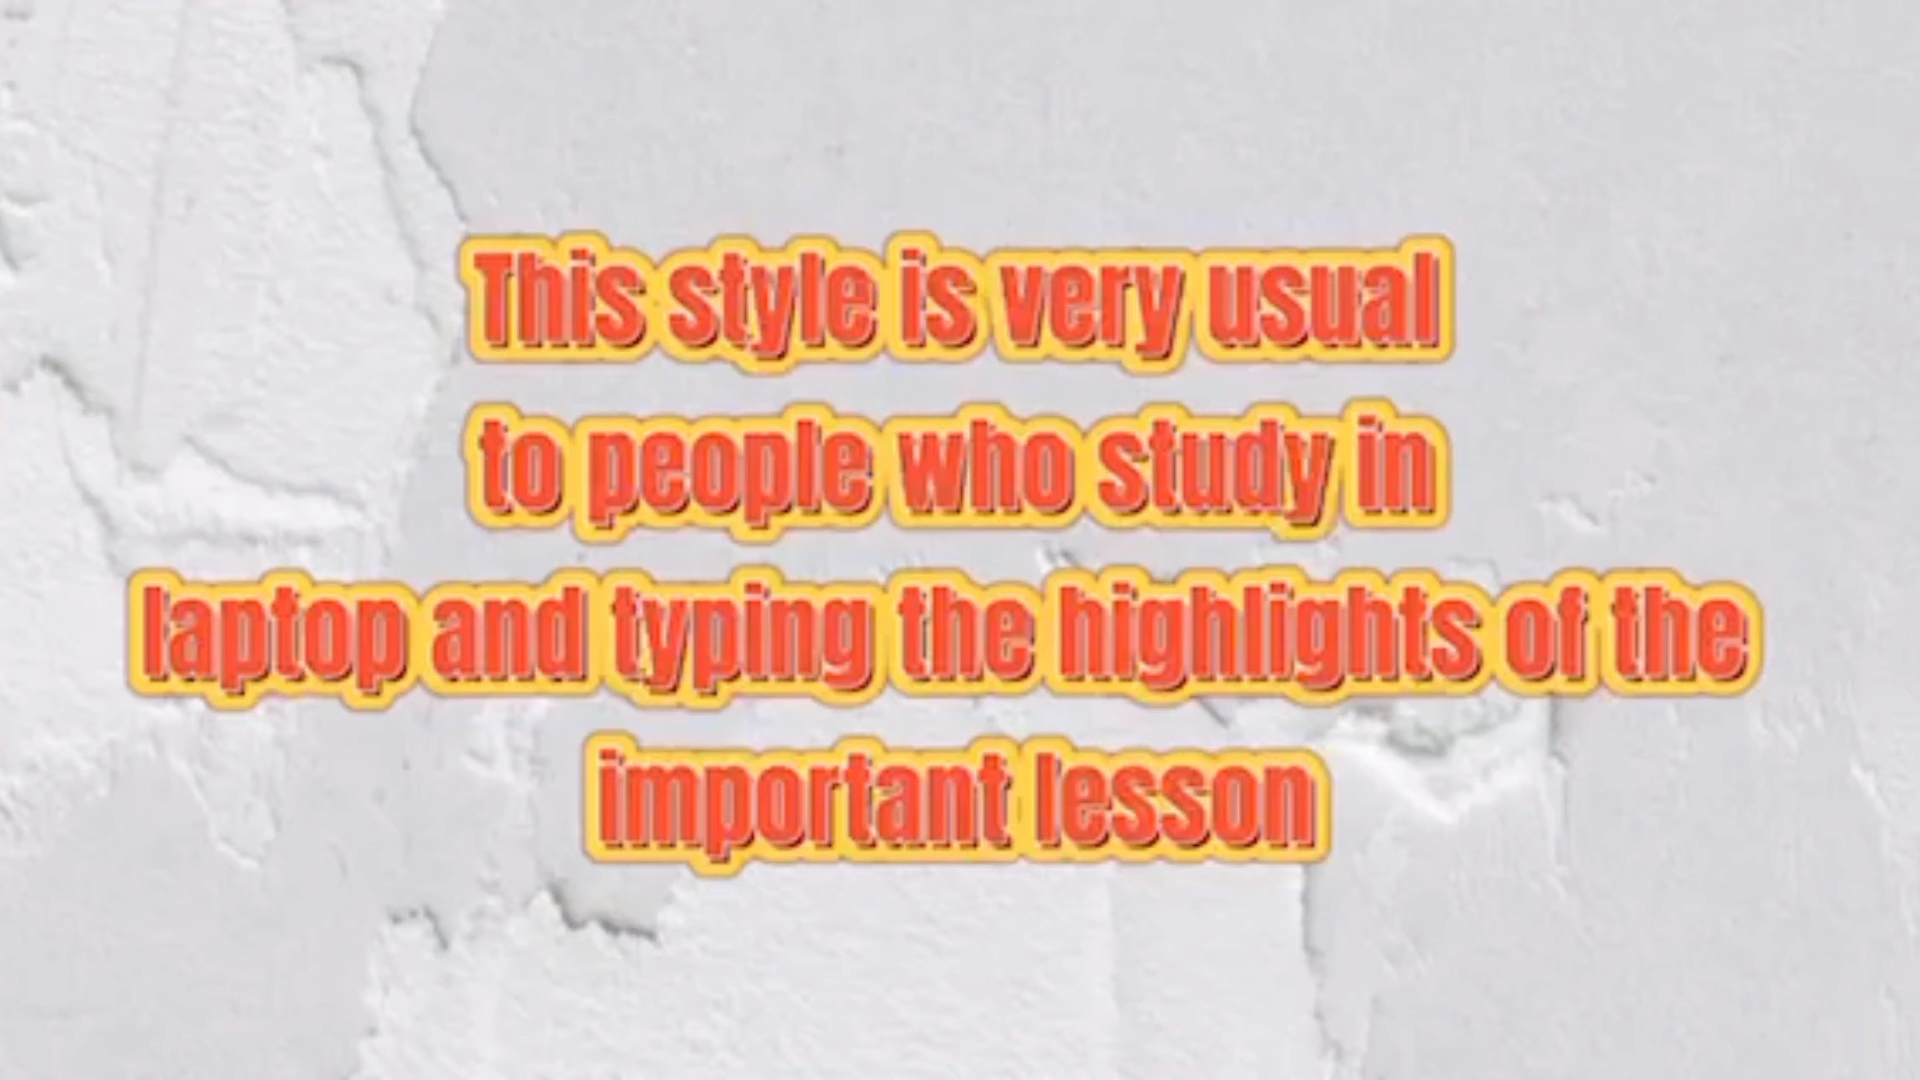 This style is very usual
to people who study in
laptop and typing the highlights of the
important lesson